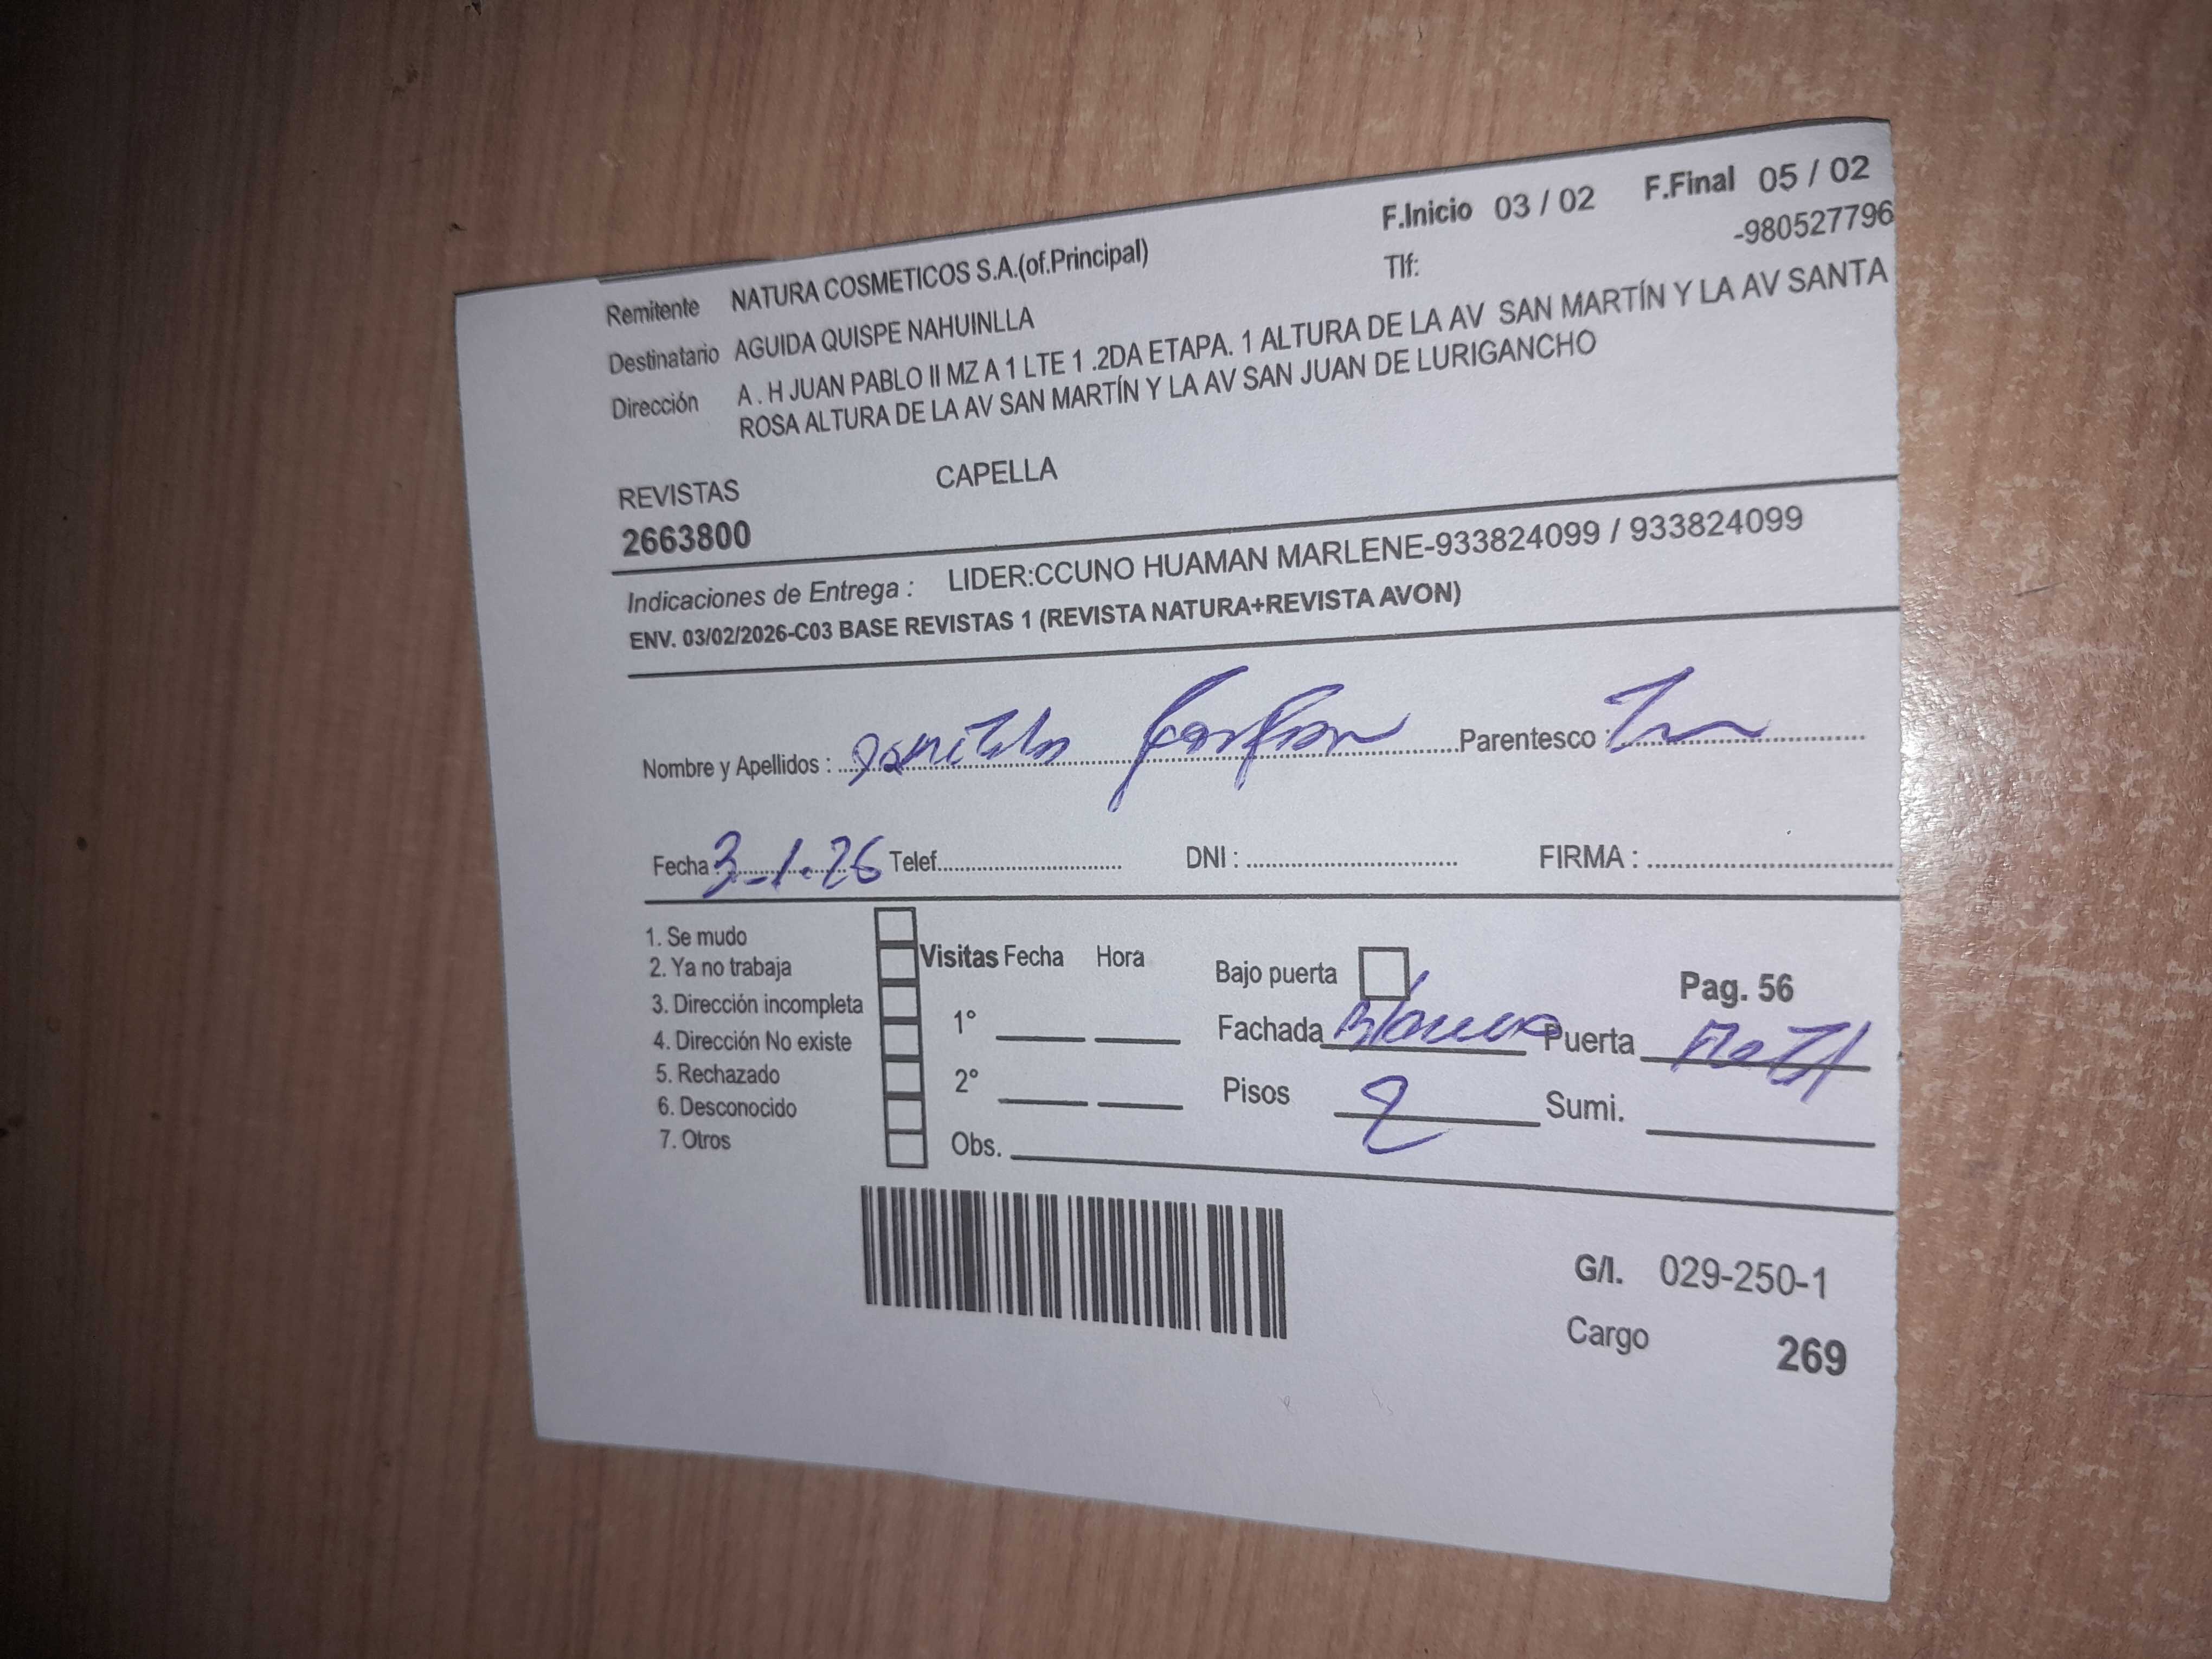 F.Inicio 03 / 02 F.Final 05 / 02
Remitente NATURA COSMETICOS S.A.(of.Principal) Tlf: -980527796
Destinatario AGUIDA QUISPE NAHUINLLA
Dirección A . H JUAN PABLO II MZ A 1 LTE 1 .2DA ETAPA. 1 ALTURA DE LA AV SAN MARTÍN Y LA AV SANTA
ROSA ALTURA DE LA AV SAN MARTÍN Y LA AV SAN JUAN DE LURIGANCHO
REVISTAS CAPELLA
2663800
Indicaciones de Entrega : LIDER:CCUNO HUAMAN MARLENE-933824099 / 933824099
ENV. 03/02/2026-C03 BASE REVISTAS 1 (REVISTA NATURA+REVISTA AVON)
Nombre y Apellidos : Parentesco :
Fecha : 3-1-26 Telef. DNI : FIRMA :
1. Se mudo
2. Ya no trabaja
3. Dirección incompleta
4. Dirección No existe
5. Rechazado
6. Desconocido
7. Otros
Visitas Fecha Hora
1°
2°
Obs.
Bajo puerta Pag. 56
Fachada Blanca Puerta
Pisos 2 Sumi.
G/I. 029-250-1
Cargo 269